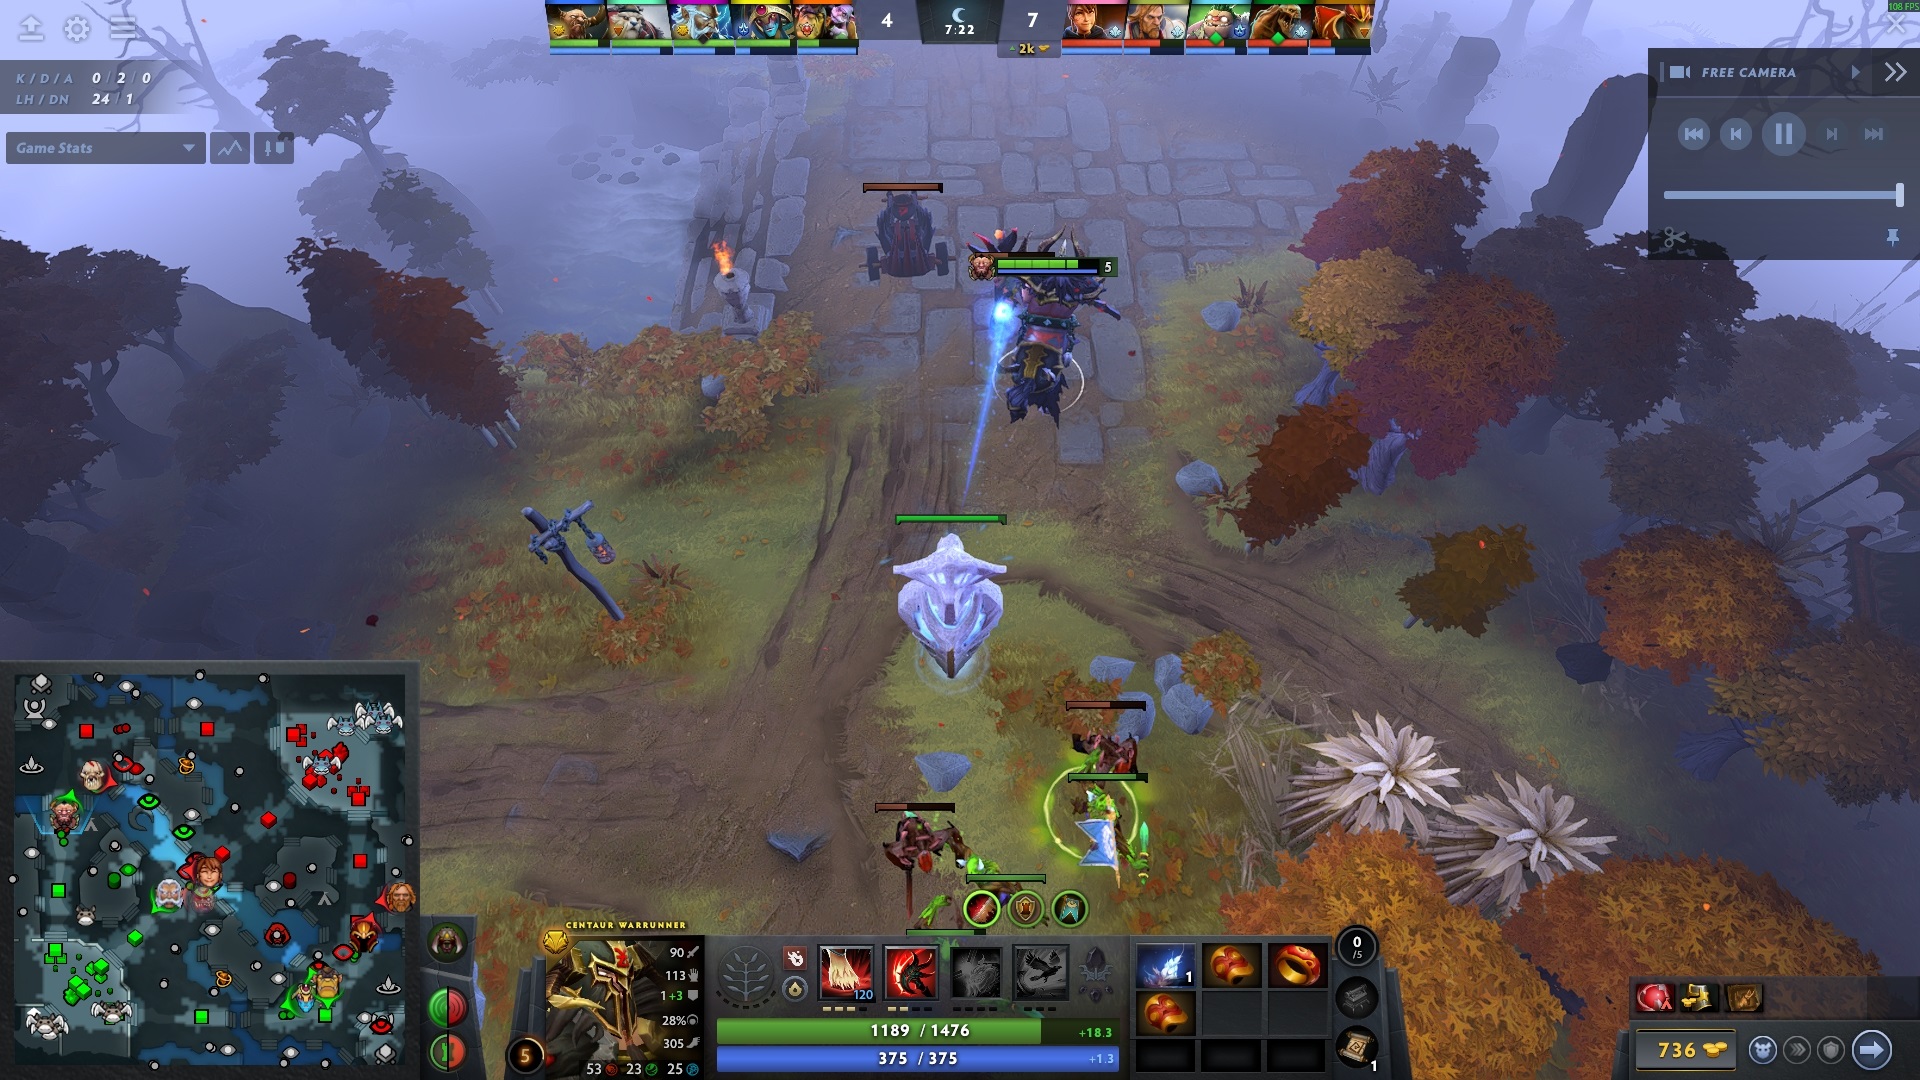 108 FPS
4
7:22
7
2k
K / D / A 0 / 2 / 0
LH / DN 24 / 1
FREE CAMERA
Game Stats
5
CENTAUR WARRUNNER
90
113
1 +3
28%
305
53 23 25
5
120
1189 / 1476
+18.3
375 / 375
+1.3
1
0
/5
1
736